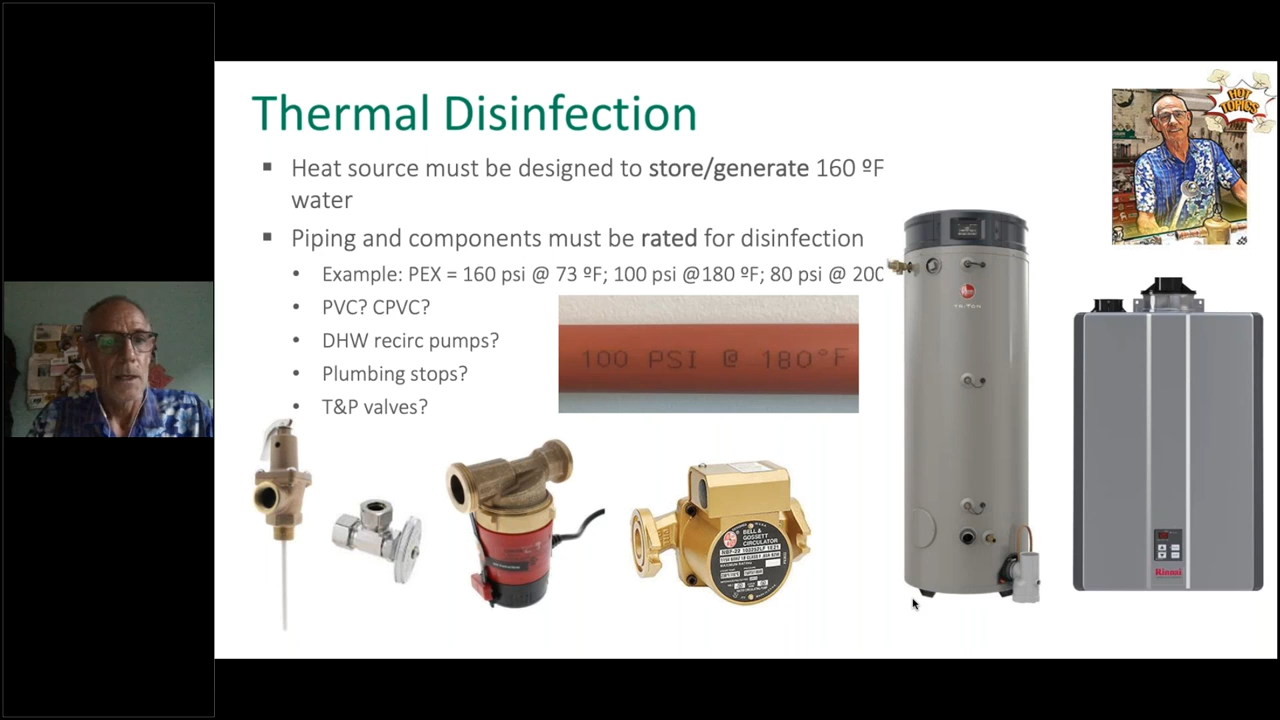 Thermal Disinfection
HOT
TOPICS
Heat source must be designed to store/generate 160 ºF
water
Piping and components must be rated for disinfection
Example: PEX = 160 psi @ 73 ºF; 100 psi @180 ºF; 80 psi @ 200
PVC? CPVC?
DHW recirc pumps?
Plumbing stops?
T&P valves?
100 PSI @ 180°F
BELL &
GOSSETT
CIRCULATOR
MAXIMUM RATING
Rinnai